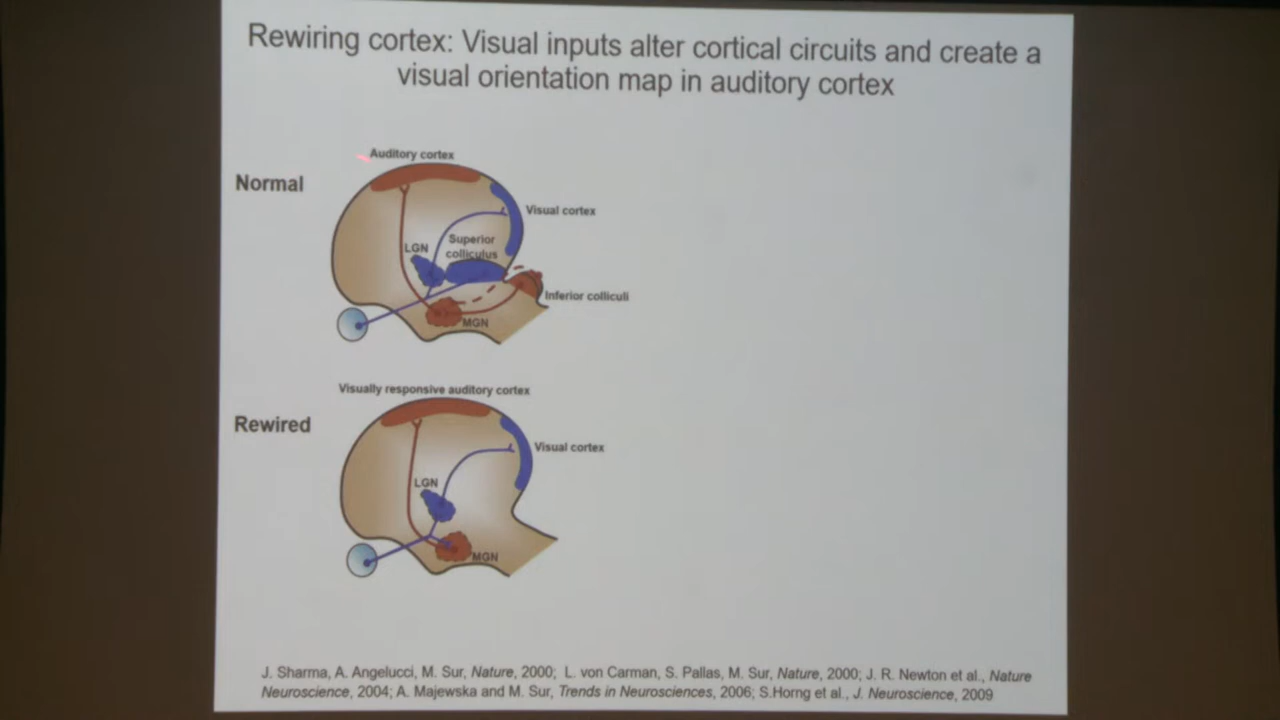 Rewiring cortex: Visual inputs alter cortical circuits and create a
visual orientation map in auditory cortex
Auditory cortex
Normal
Visual cortex
LGN
Superior
colliculus
Inferior colliculi
MGN
Visually responsive auditory cortex
Rewired
Visual cortex
LGN
MGN
J. Sharma, A. Angelucci, M. Sur, Nature, 2000; L. von Carman, S. Pallas, M. Sur, Nature, 2000; J. R. Newton et al., Nature
Neuroscience, 2004; A. Majewska and M. Sur, Trends in Neurosciences, 2006; S.Horng et al., J. Neuroscience, 2009